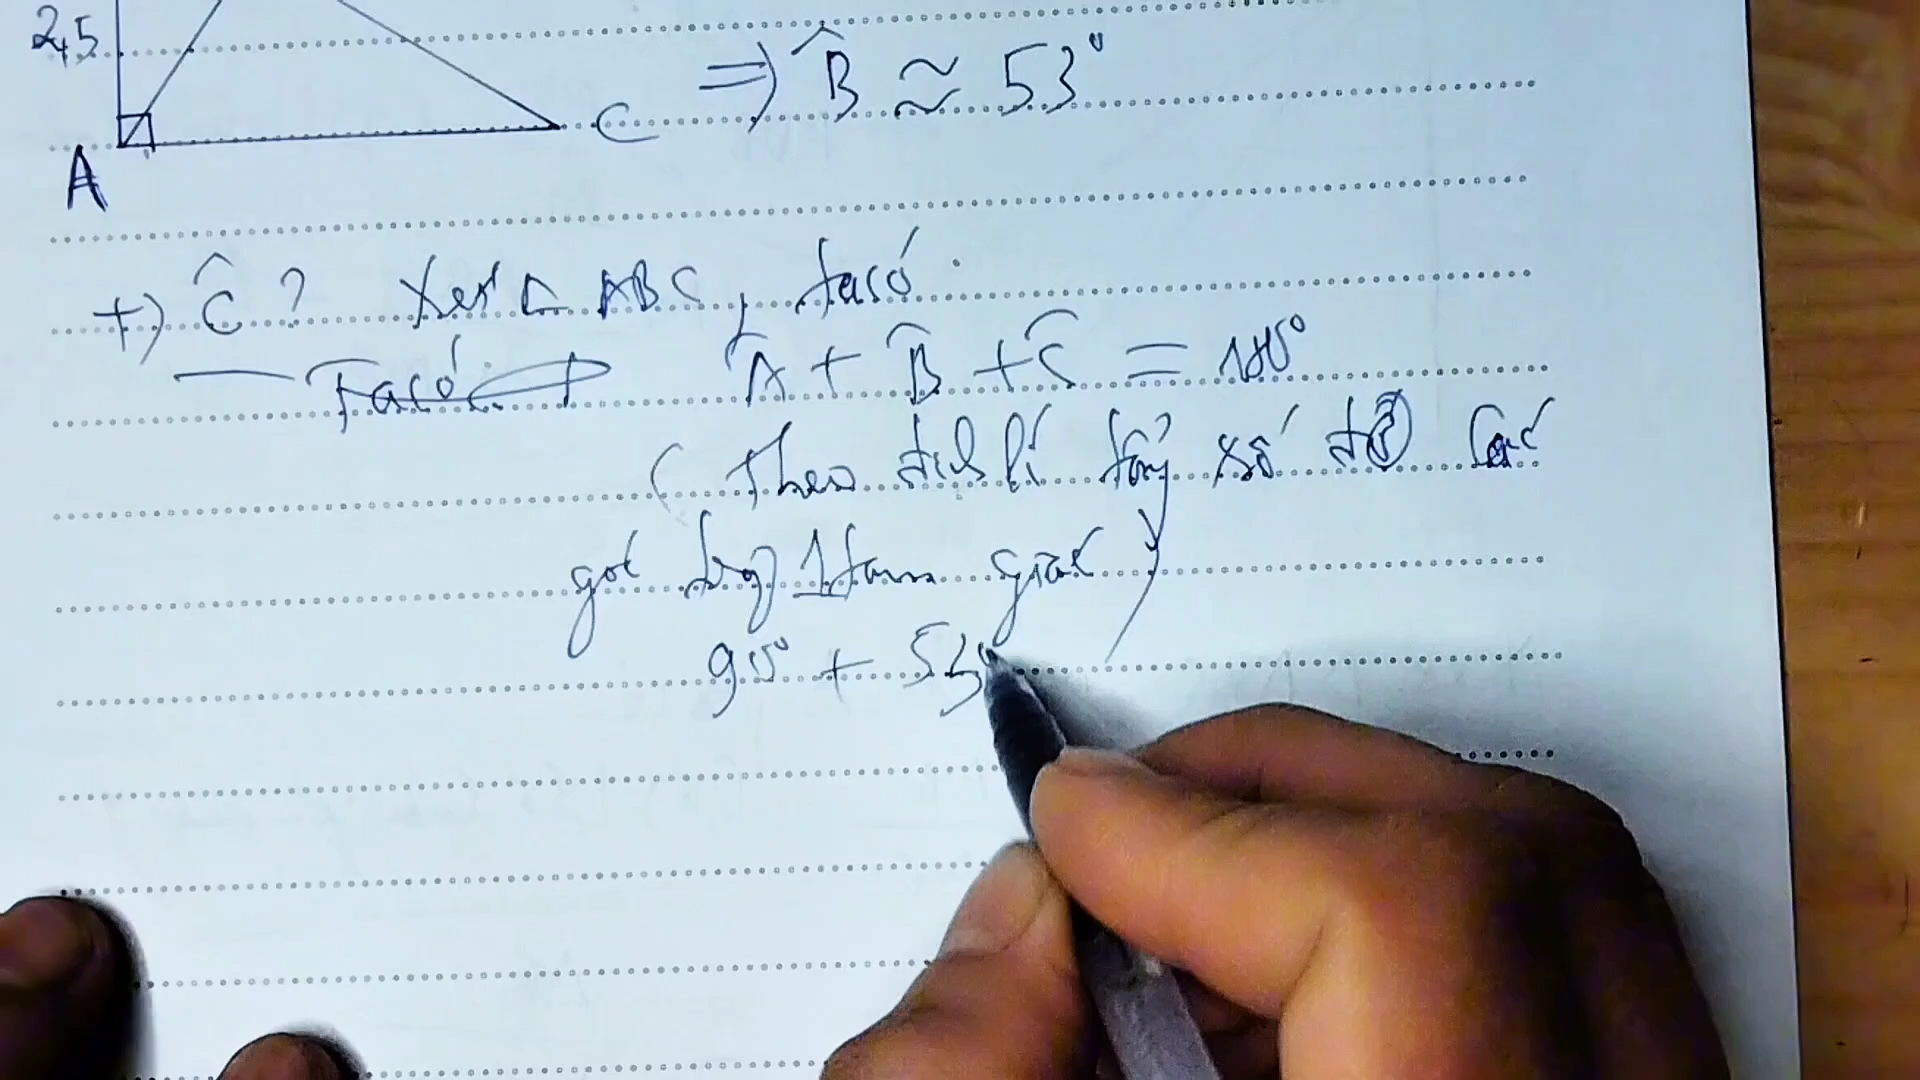 2,5
A
C
=> B̂ ≈ 53°
+) Ĉ? Xét Δ ABC, ta có:
Ta có:
Â + B̂ + Ĉ = 180°
( Theo định lí tổng số đo các
góc trog 1 tam giác )
90° + 53°